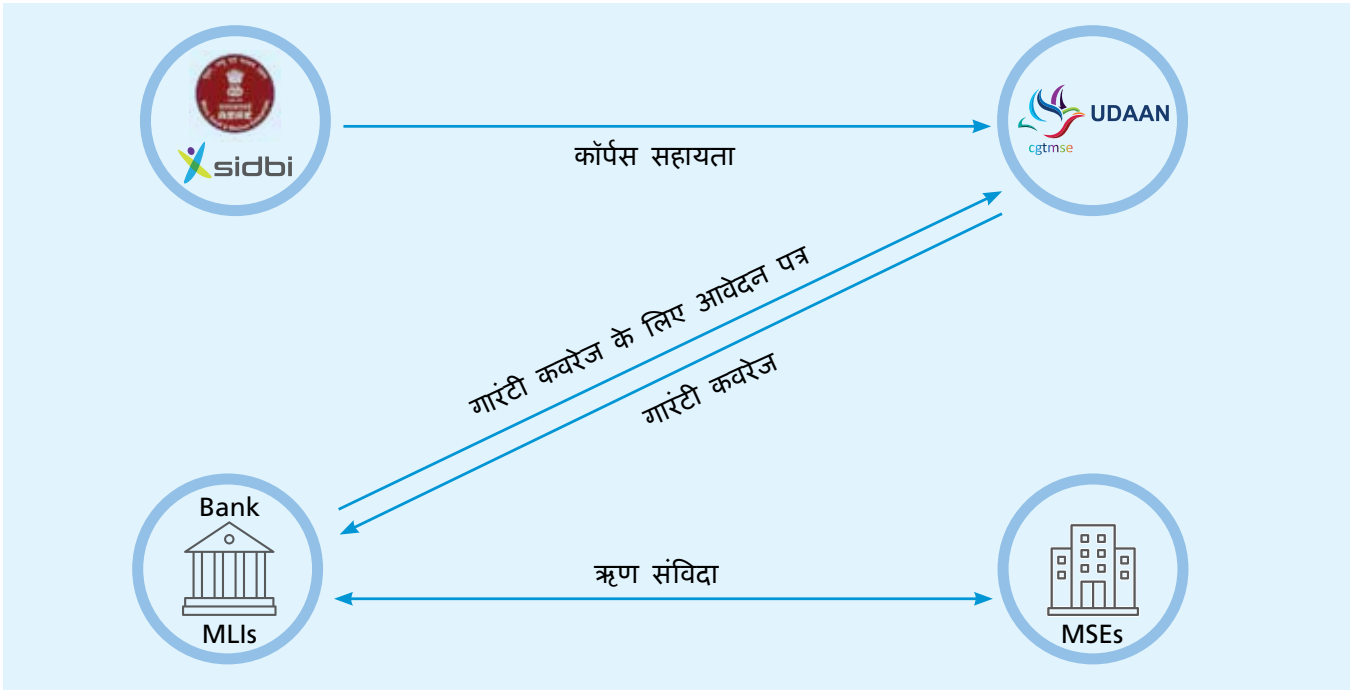 sidbi
UDAAN
cgtmse
कॉर्पस सहायता
गारंटी कवरेज के लिए आवेदन पत्र
गारंटी कवरेज
Bank
MLIs
ऋण संविदा
MSEs